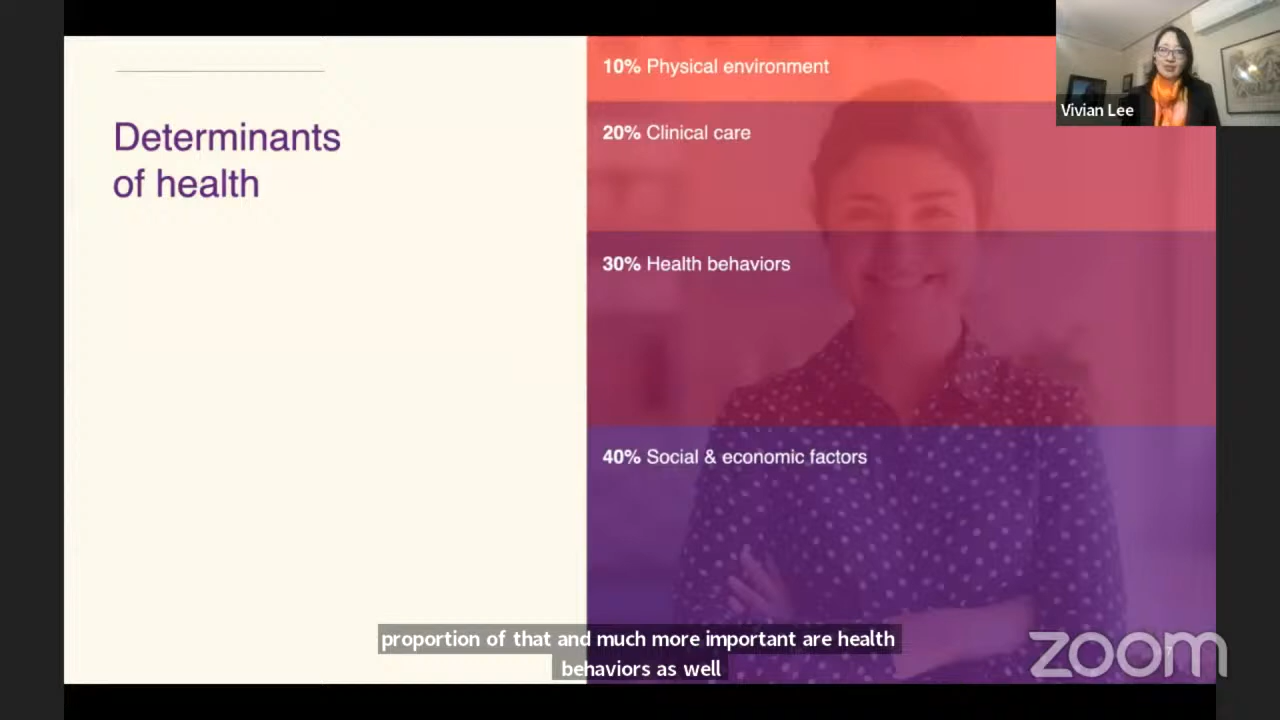 Determinants
of health
10% Physical environment
20% Clinical care
30% Health behaviors
40% Social & economic factors
Vivian Lee
proportion of that and much more important are health
behaviors as well
zoom